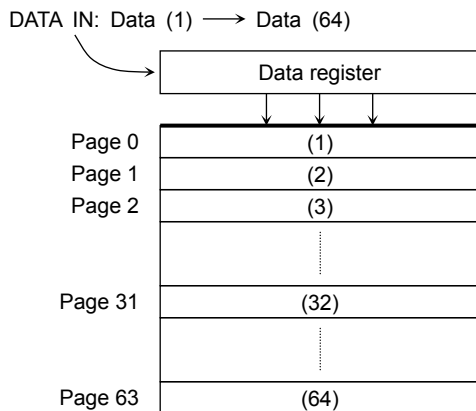 DATA IN: Data (1) → Data (64)
Data register
Page 0 (1)
Page 1 (2)
Page 2 (3)
Page 31 (32)
Page 63 (64)